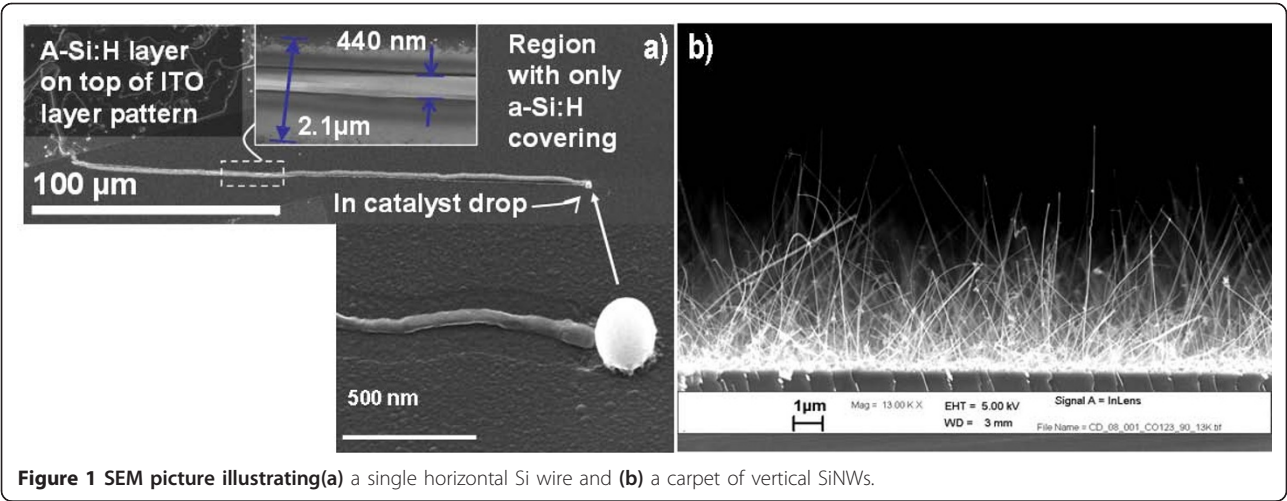 A-Si:H layer
on top of ITO
layer pattern
440 nm
2.1µm
Region
with only
a-Si:H
covering
a)
100 µm
In catalyst drop
500 nm
b)
1µm
Mag = 13.00 K X
EHT = 5.00 kV
WD = 3 mm
Signal A = InLens
File Name = CD_08_001_CO123_90_13K.tif
Figure 1 SEM picture illustrating(a) a single horizontal Si wire and (b) a carpet of vertical SiNWs.